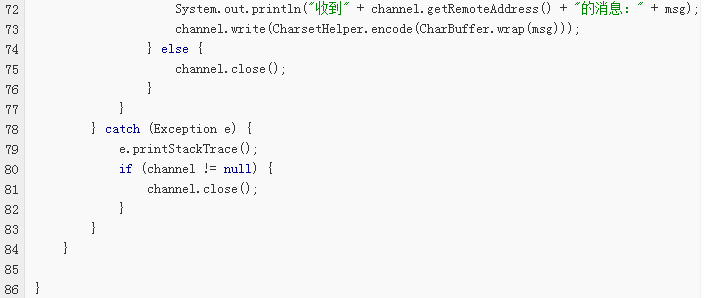 72 System.out.println("收到" + channel.getRemoteAddress() + "的消息：" + msg);
73 channel.write(CharsetHelper.encode(CharBuffer.wrap(msg)));
74 } else {
75 channel.close();
76 }
77 }
78 } catch (Exception e) {
79 e.printStackTrace();
80 if (channel != null) {
81 channel.close();
82 }
83 }
84 }
85
86 }